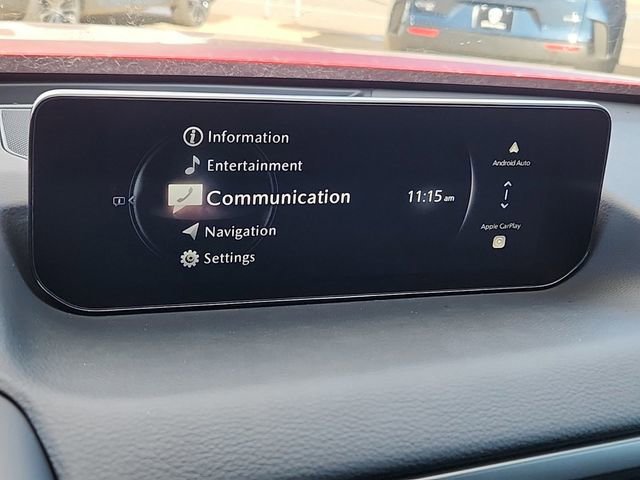 Information
Entertainment
Communication
11:15 am
Navigation
Settings
Android Auto
Apple CarPlay